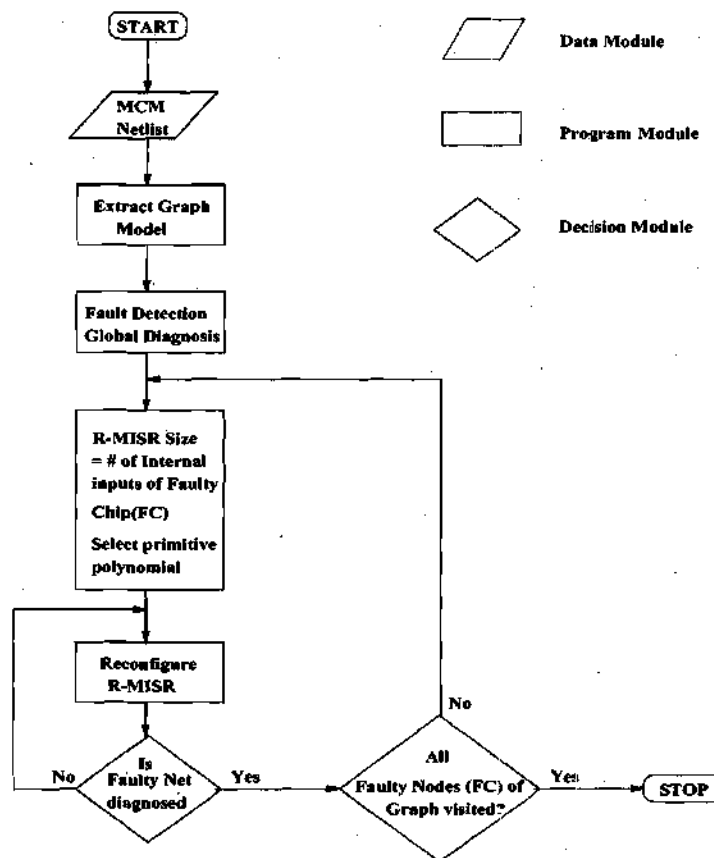 START
MCM
Netlist
Extract Graph
Model
Fault Detection
Global Diagnosis
R-MISR Size
= # of Internal
inputs of Faulty
Chip(FC)
Select primitive
polynomial
Reconfigure
R-MISR
Is
Faulty Net
diagnosed
No
Yes
All
Faulty Nodes (FC) of
Graph visited?
No
Yes
STOP
Data Module
Program Module
Decision Module